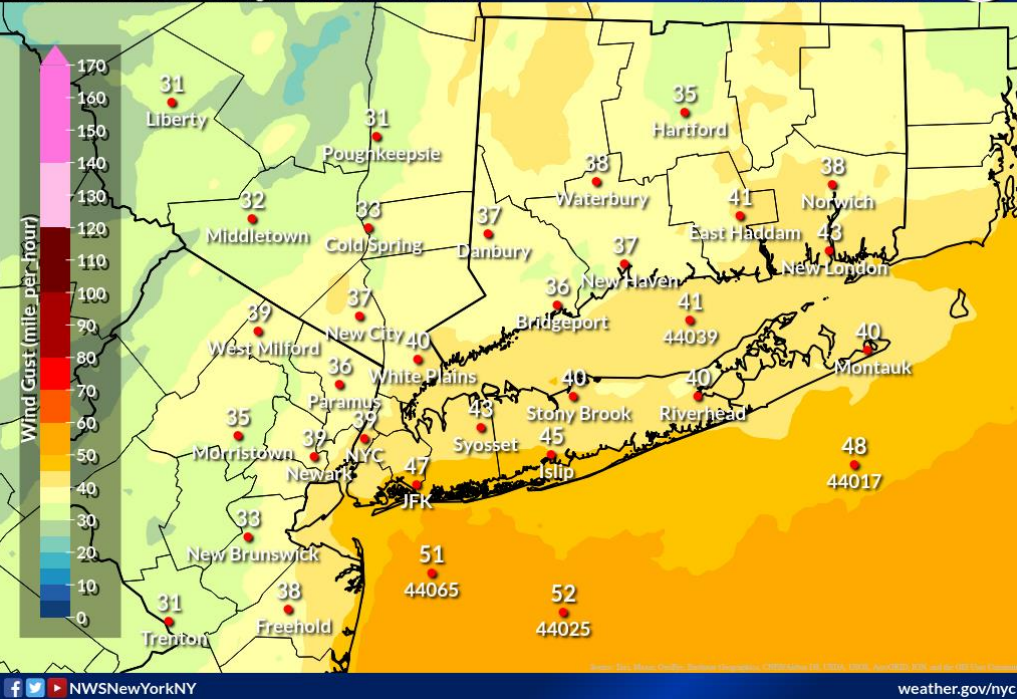 Wind Gust (mile per hour)
170
160
150
140
130
120
110
100
90
80
70
60
50
40
30
20
10
0
31
Liberty
31
Poughkeepsie
35
Hartford
38
Waterbury
38
Norwich
41
East Haddam
32
Middletown
33
Cold Spring
37
Danbury
43
New London
37
New Haven
36
Bridgeport
41
44039
37
New City
39
West Milford
40
White Plains
40
Montauk
36
Paramus
40
Stony Brook
40
Riverhead
35
Morristown
39
Newark
39
NYC
43
Syosset
45
Islip
48
44017
47
JFK
33
New Brunswick
51
44065
52
44025
38
Freehold
31
Trenton
NWSNewYorkNY
weather.gov/nyc